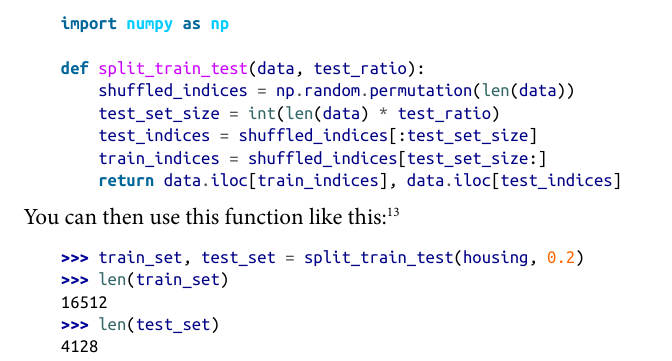 import numpy as np
def split_train_test(data, test_ratio):
    shuffled_indices = np.random.permutation(len(data))
    test_set_size = int(len(data) * test_ratio)
    test_indices = shuffled_indices[:test_set_size]
    train_indices = shuffled_indices[test_set_size:]
    return data.iloc[train_indices], data.iloc[test_indices]
You can then use this function like this:¹³
>>> train_set, test_set = split_train_test(housing, 0.2)
>>> len(train_set)
16512
>>> len(test_set)
4128